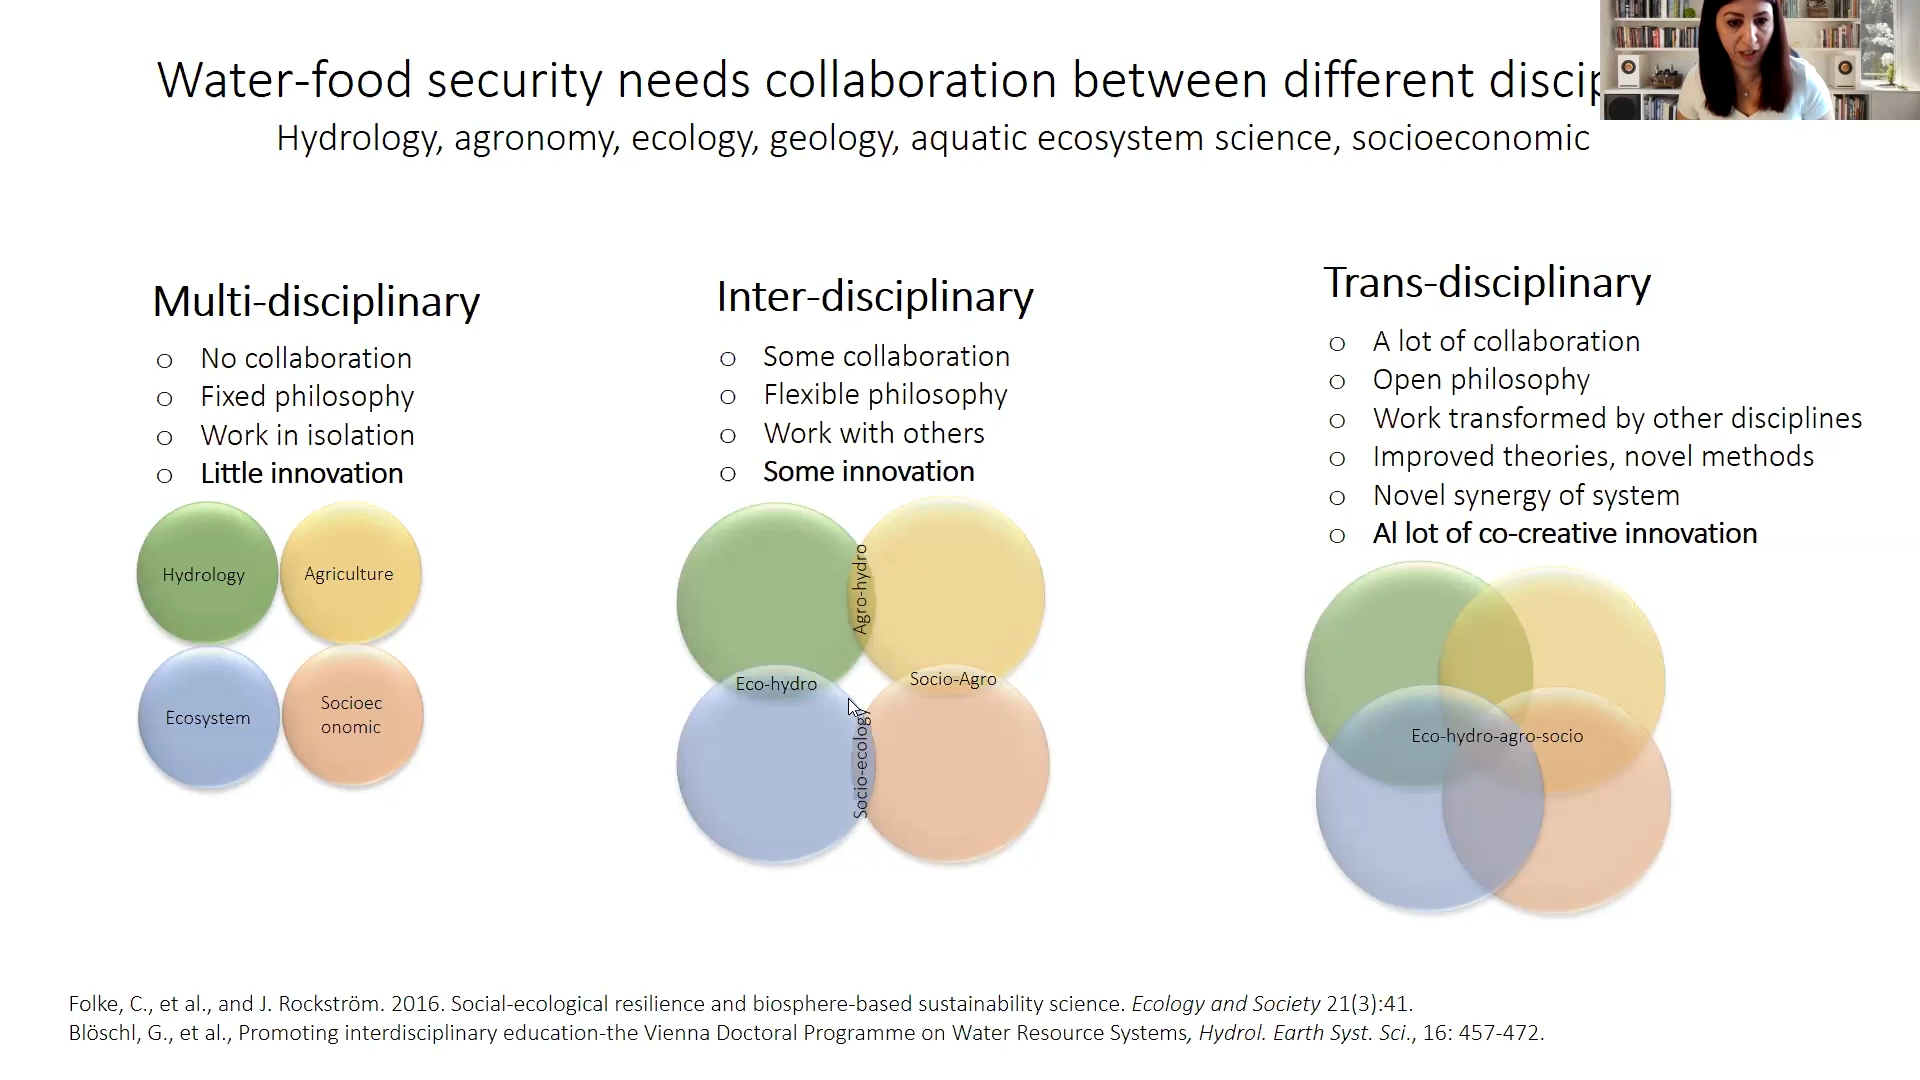 Water-food security needs collaboration between different discip
Hydrology, agronomy, ecology, geology, aquatic ecosystem science, socioeconomic
Multi-disciplinary
o No collaboration
o Fixed philosophy
o Work in isolation
o Little innovation
Hydrology
Agriculture
Ecosystem
Socioec
onomic
Inter-disciplinary
o Some collaboration
o Flexible philosophy
o Work with others
o Some innovation
Agro-hydro
Eco-hydro
Socio-Agro
Socio-ecology
Trans-disciplinary
o A lot of collaboration
o Open philosophy
o Work transformed by other disciplines
o Improved theories, novel methods
o Novel synergy of system
o Al lot of co-creative innovation
Eco-hydro-agro-socio
Folke, C., et al., and J. Rockström. 2016. Social-ecological resilience and biosphere-based sustainability science. Ecology and Society 21(3):41.
Blöschl, G., et al., Promoting interdisciplinary education-the Vienna Doctoral Programme on Water Resource Systems, Hydrol. Earth Syst. Sci., 16: 457-472.